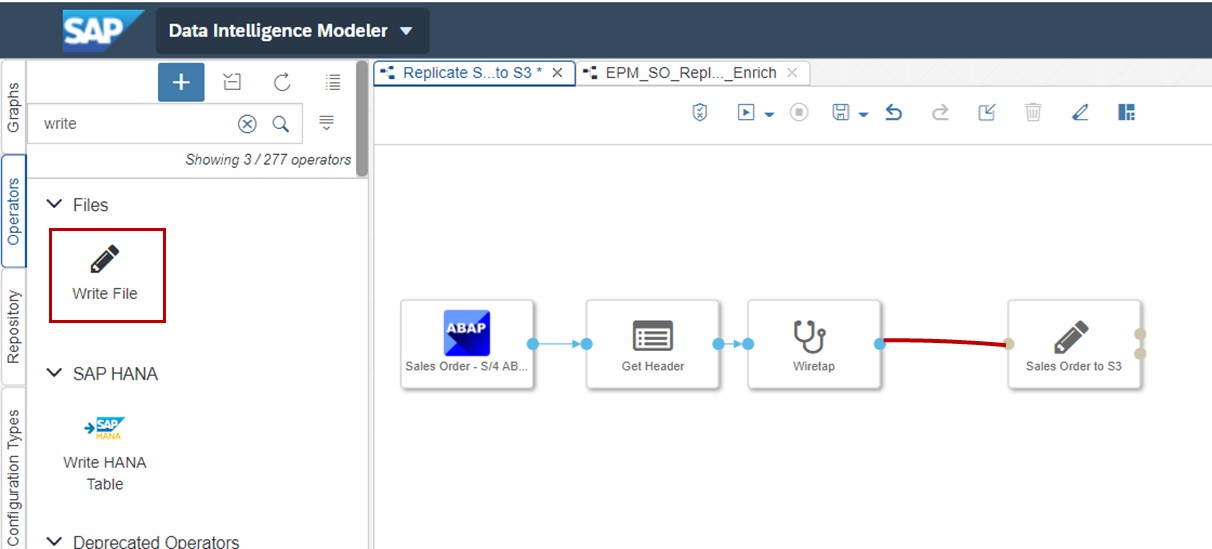 SAP
Data Intelligence Modeler
Graphs
Operators
Repository
Configuration Types
write
Showing 3 / 277 operators
Files
Write File
SAP HANA
SAP
HANA
Write HANA
Table
Deprecated Operators
Replicate S...to S3 *
EPM_SO_Repl..._Enrich
ABAP
Sales Order - S/4 AB...
Get Header
Wiretap
Sales Order to S3